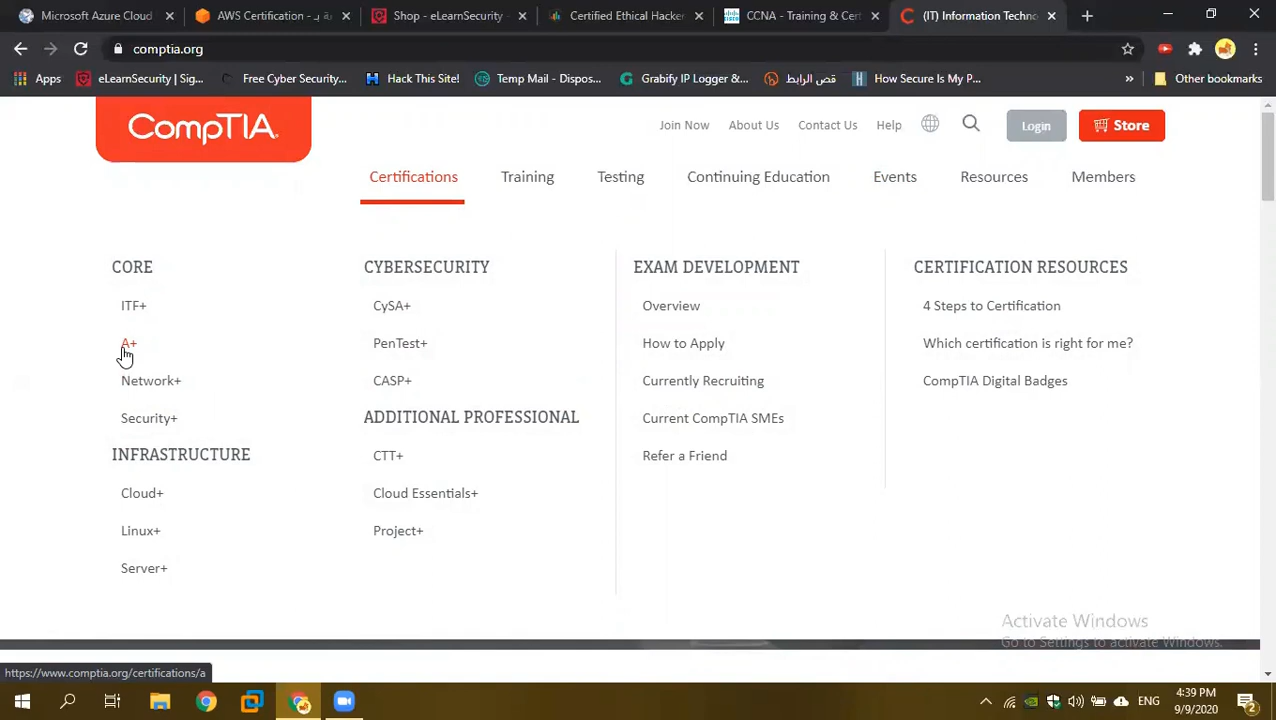 Microsoft Azure Cloud
AWS Certification -
Shop - eLearnSecurity -
Certified Ethical Hacker
CCNA - Training & Cert
(IT) Information Techno
comptia.org
Apps
eLearnSecurity | Sig...
Free Cyber Security...
Hack This Site!
Temp Mail - Dispos...
Grabify IP Logger &...
قص الرابط
How Secure Is My P...
»
Other bookmarks
CompTIA.
Join Now
About Us
Contact Us
Help
Login
Store
Certifications
Training
Testing
Continuing Education
Events
Resources
Members
CORE
ITF+
A+
Network+
Security+
INFRASTRUCTURE
Cloud+
Linux+
Server+
CYBERSECURITY
CySA+
PenTest+
CASP+
ADDITIONAL PROFESSIONAL
CTT+
Cloud Essentials+
Project+
EXAM DEVELOPMENT
Overview
How to Apply
Currently Recruiting
Current CompTIA SMEs
Refer a Friend
CERTIFICATION RESOURCES
4 Steps to Certification
Which certification is right for me?
CompTIA Digital Badges
Activate Windows
Go to Settings to activate Windows.
https://www.comptia.org/certifications/a
ENG
4:39 PM
9/9/2020
2